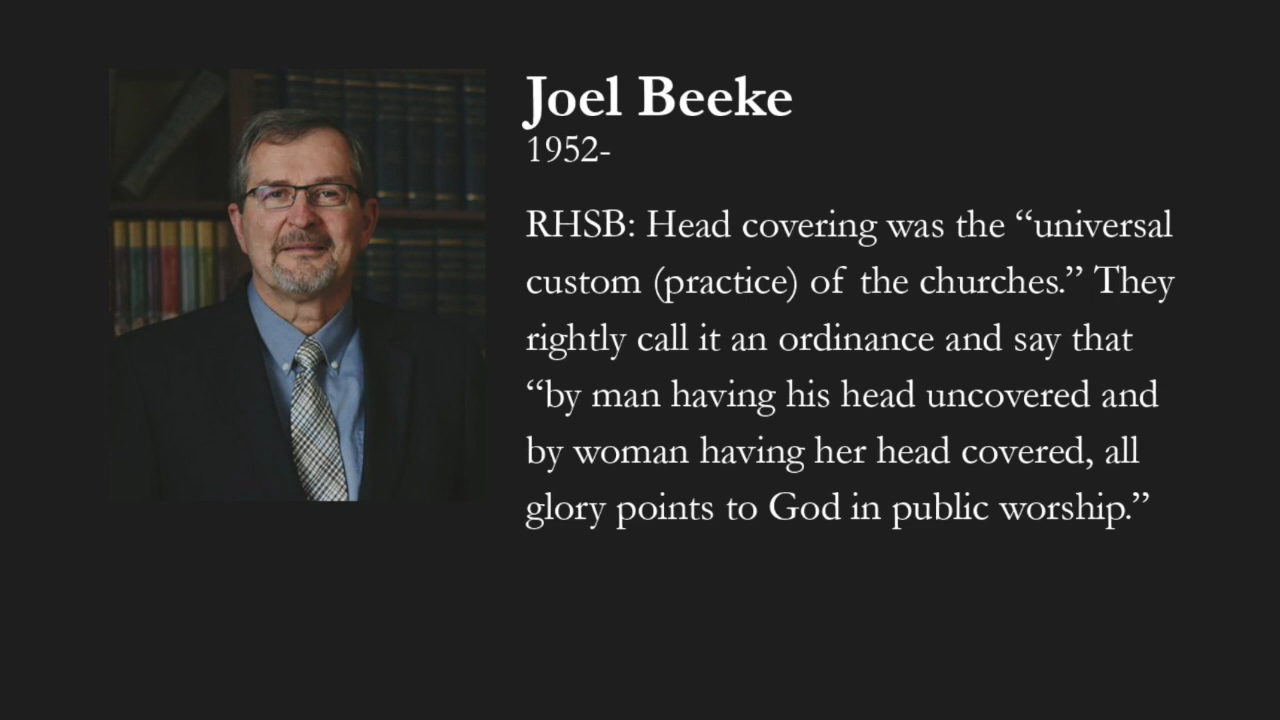 Joel Beeke
1952-
RHSB: Head covering was the “universal
custom (practice) of the churches.” They
rightly call it an ordinance and say that
“by man having his head uncovered and
by woman having her head covered, all
glory points to God in public worship.”